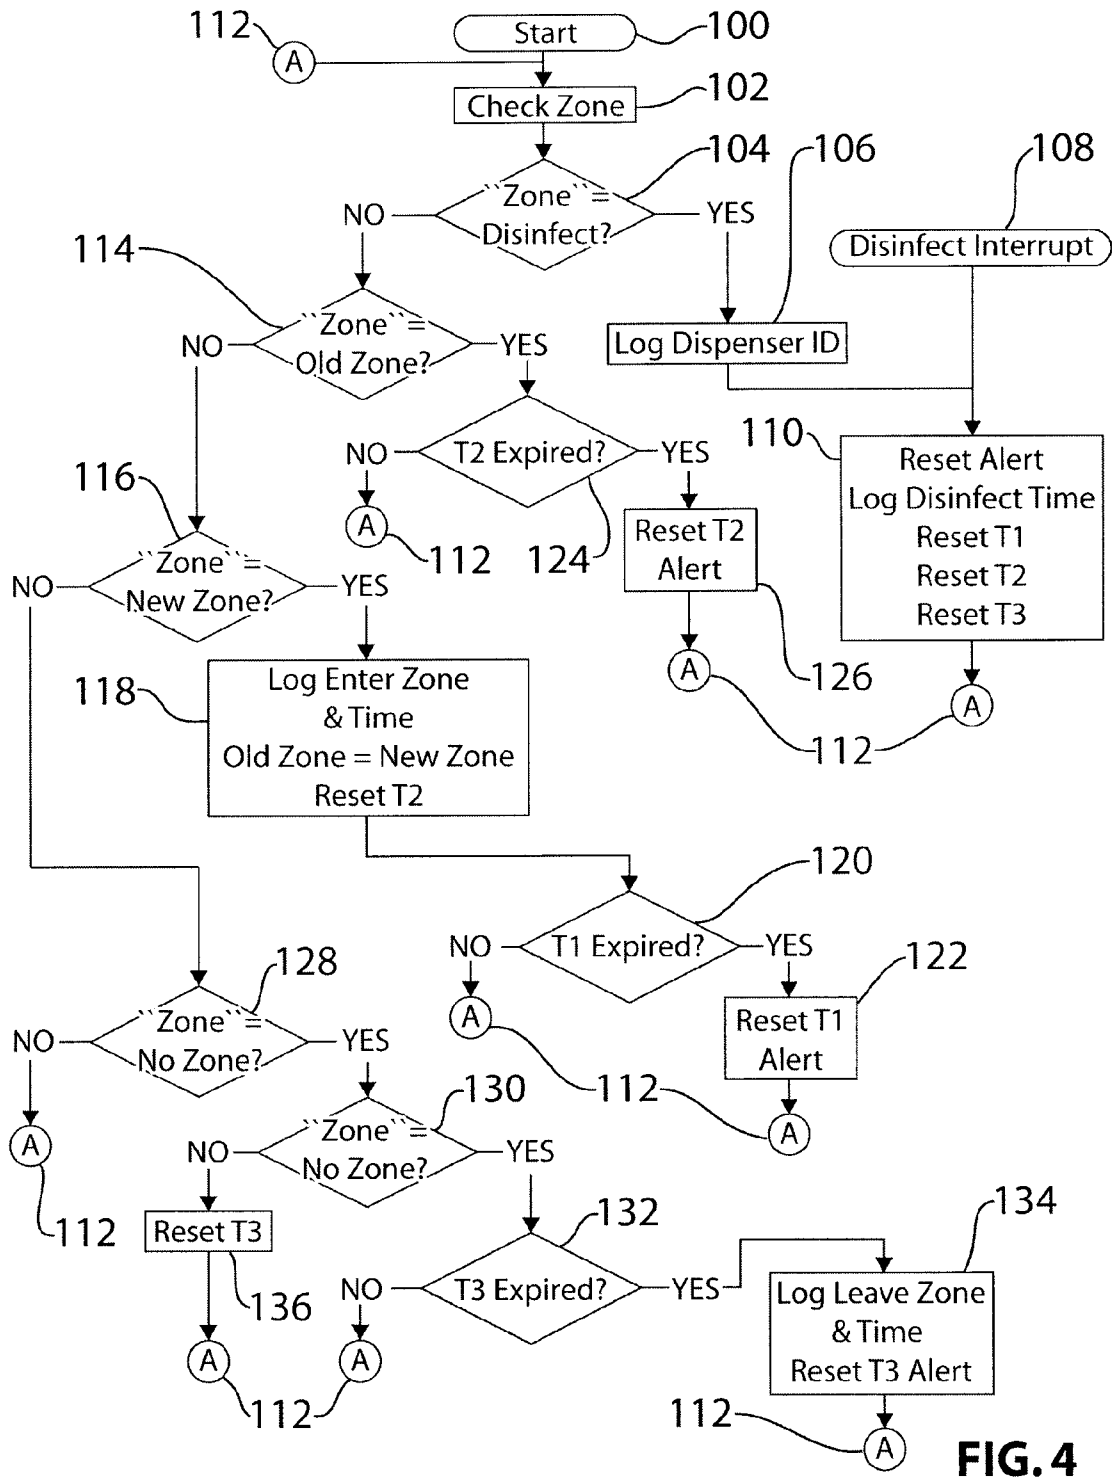 112
Start
100
A
102
Check Zone
104
106
108
"Zone" =
Disinfect?
NO
YES
114
Disinfect Interrupt
"Zone" =
Old Zone?
NO
YES
Log Dispenser ID
110
T2 Expired?
NO
YES
Reset Alert
Log Disinfect Time
Reset T1
Reset T2
Reset T3
116
A
112
124
Reset T2
Alert
"Zone" =
New Zone?
NO
YES
126
A
A
112
118
Log Enter Zone
& Time
Old Zone = New Zone
Reset T2
120
T1 Expired?
NO
YES
122
128
A
Reset T1
Alert
"Zone" =
No Zone?
NO
YES
112
A
130
A
112
"Zone" =
No Zone?
NO
YES
132
134
Reset T3
136
T3 Expired?
NO
YES
Log Leave Zone
& Time
Reset T3 Alert
A
A
112
112
A
FIG. 4